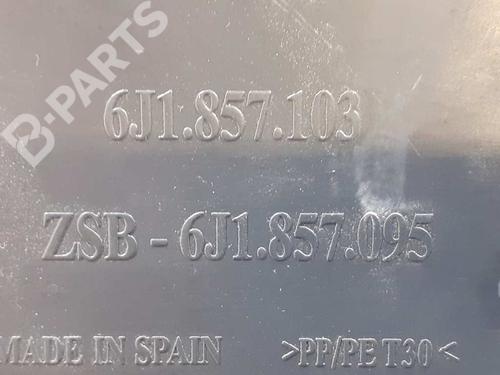 B-PARTS
6J1.857.103
ZSB - 6J1.857.095
MADE IN SPAIN >PP/PE T30<